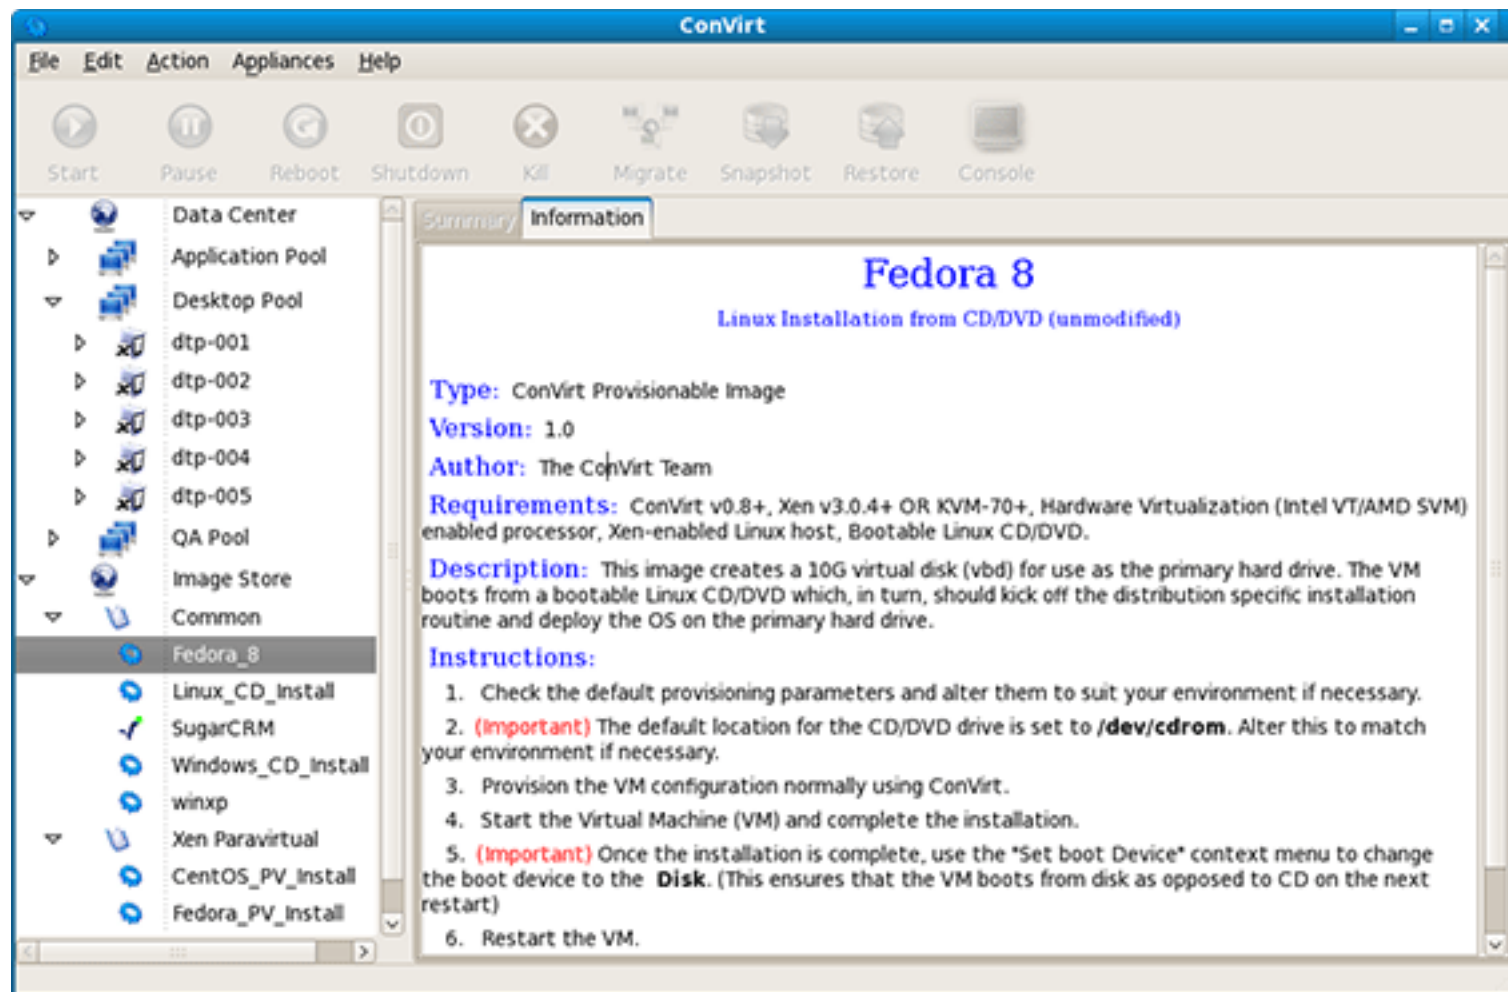 ConVirt
File Edit Action Appliances Help
Start Pause Reboot Shutdown Kill Migrate Snapshot Restore Console
Data Center
Application Pool
Desktop Pool
dtp-001
dtp-002
dtp-003
dtp-004
dtp-005
QA Pool
Image Store
Common
Fedora_8
Linux_CD_Install
SugarCRM
Windows_CD_Install
winxp
Xen Paravirtual
CentOS_PV_Install
Fedora_PV_Install
Summary Information
Fedora 8
Linux Installation from CD/DVD (unmodified)
Type: ConVirt Provisionable Image
Version: 1.0
Author: The ConVirt Team
Requirements: ConVirt v0.8+, Xen v3.0.4+ OR KVM-70+, Hardware Virtualization (Intel VT/AMD SVM)
enabled processor, Xen-enabled Linux host, Bootable Linux CD/DVD.
Description: This image creates a 10G virtual disk (vbd) for use as the primary hard drive. The VM
boots from a bootable Linux CD/DVD which, in turn, should kick off the distribution specific installation
routine and deploy the OS on the primary hard drive.
Instructions:
1. Check the default provisioning parameters and alter them to suit your environment if necessary.
2. (Important) The default location for the CD/DVD drive is set to /dev/cdrom. Alter this to match
your environment if necessary.
3. Provision the VM configuration normally using ConVirt.
4. Start the Virtual Machine (VM) and complete the installation.
5. (Important) Once the installation is complete, use the "Set boot Device" context menu to change
the boot device to the Disk. (This ensures that the VM boots from disk as opposed to CD on the next
restart)
6. Restart the VM.